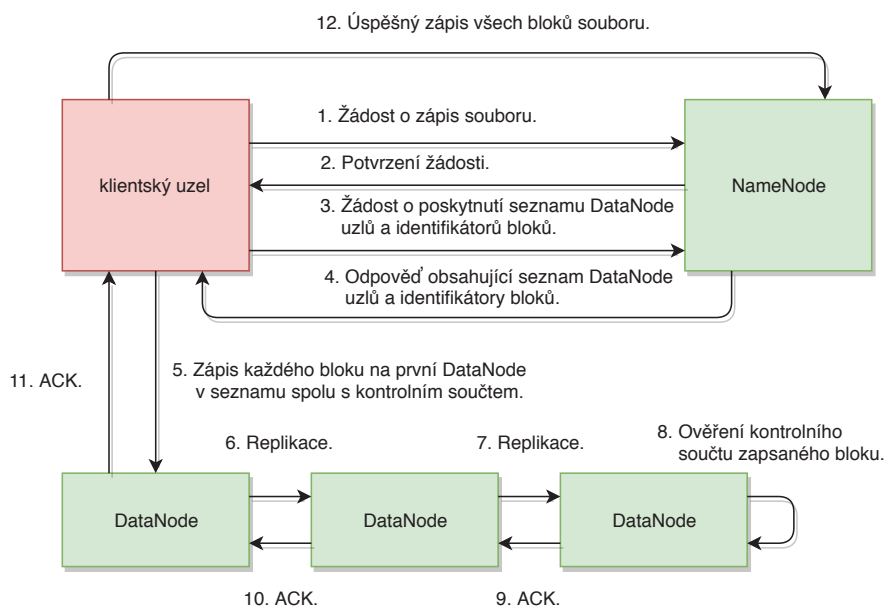 12. Úspěšný zápis všech bloků souboru.
klientský uzel
1. Žádost o zápis souboru.
2. Potvrzení žádosti.
NameNode
3. Žádost o poskytnutí seznamu DataNode
uzlů a identifikátorů bloků.
4. Odpověď obsahující seznam DataNode
uzlů a identifikátory bloků.
11. ACK.
5. Zápis každého bloku na první DataNode
v seznamu spolu s kontrolním součtem.
6. Replikace.
7. Replikace.
8. Ověření kontrolního
součtu zapsaného bloku.
DataNode
DataNode
DataNode
10. ACK.
9. ACK.